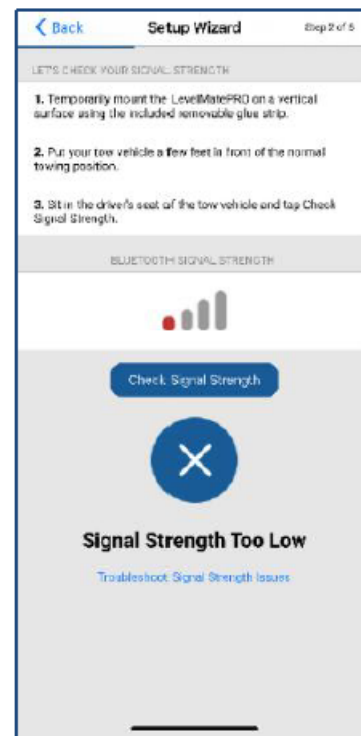 Back
Setup Wizard
Step 2 of 5
LET'S CHECK YOUR SIGNAL STRENGTH
1. Temporarily mount the LevelMatePRO on a vertical
surface using the included removable glue strip.
2. Put your tow vehicle a few feet in front of the normal
towing position.
3. Sit in the driver's seat of the tow vehicle and tap Check
Signal Strength.
BLUETOOTH SIGNAL STRENGTH
Check Signal Strength
Signal Strength Too Low
Troubleshoot Signal Strength Issues